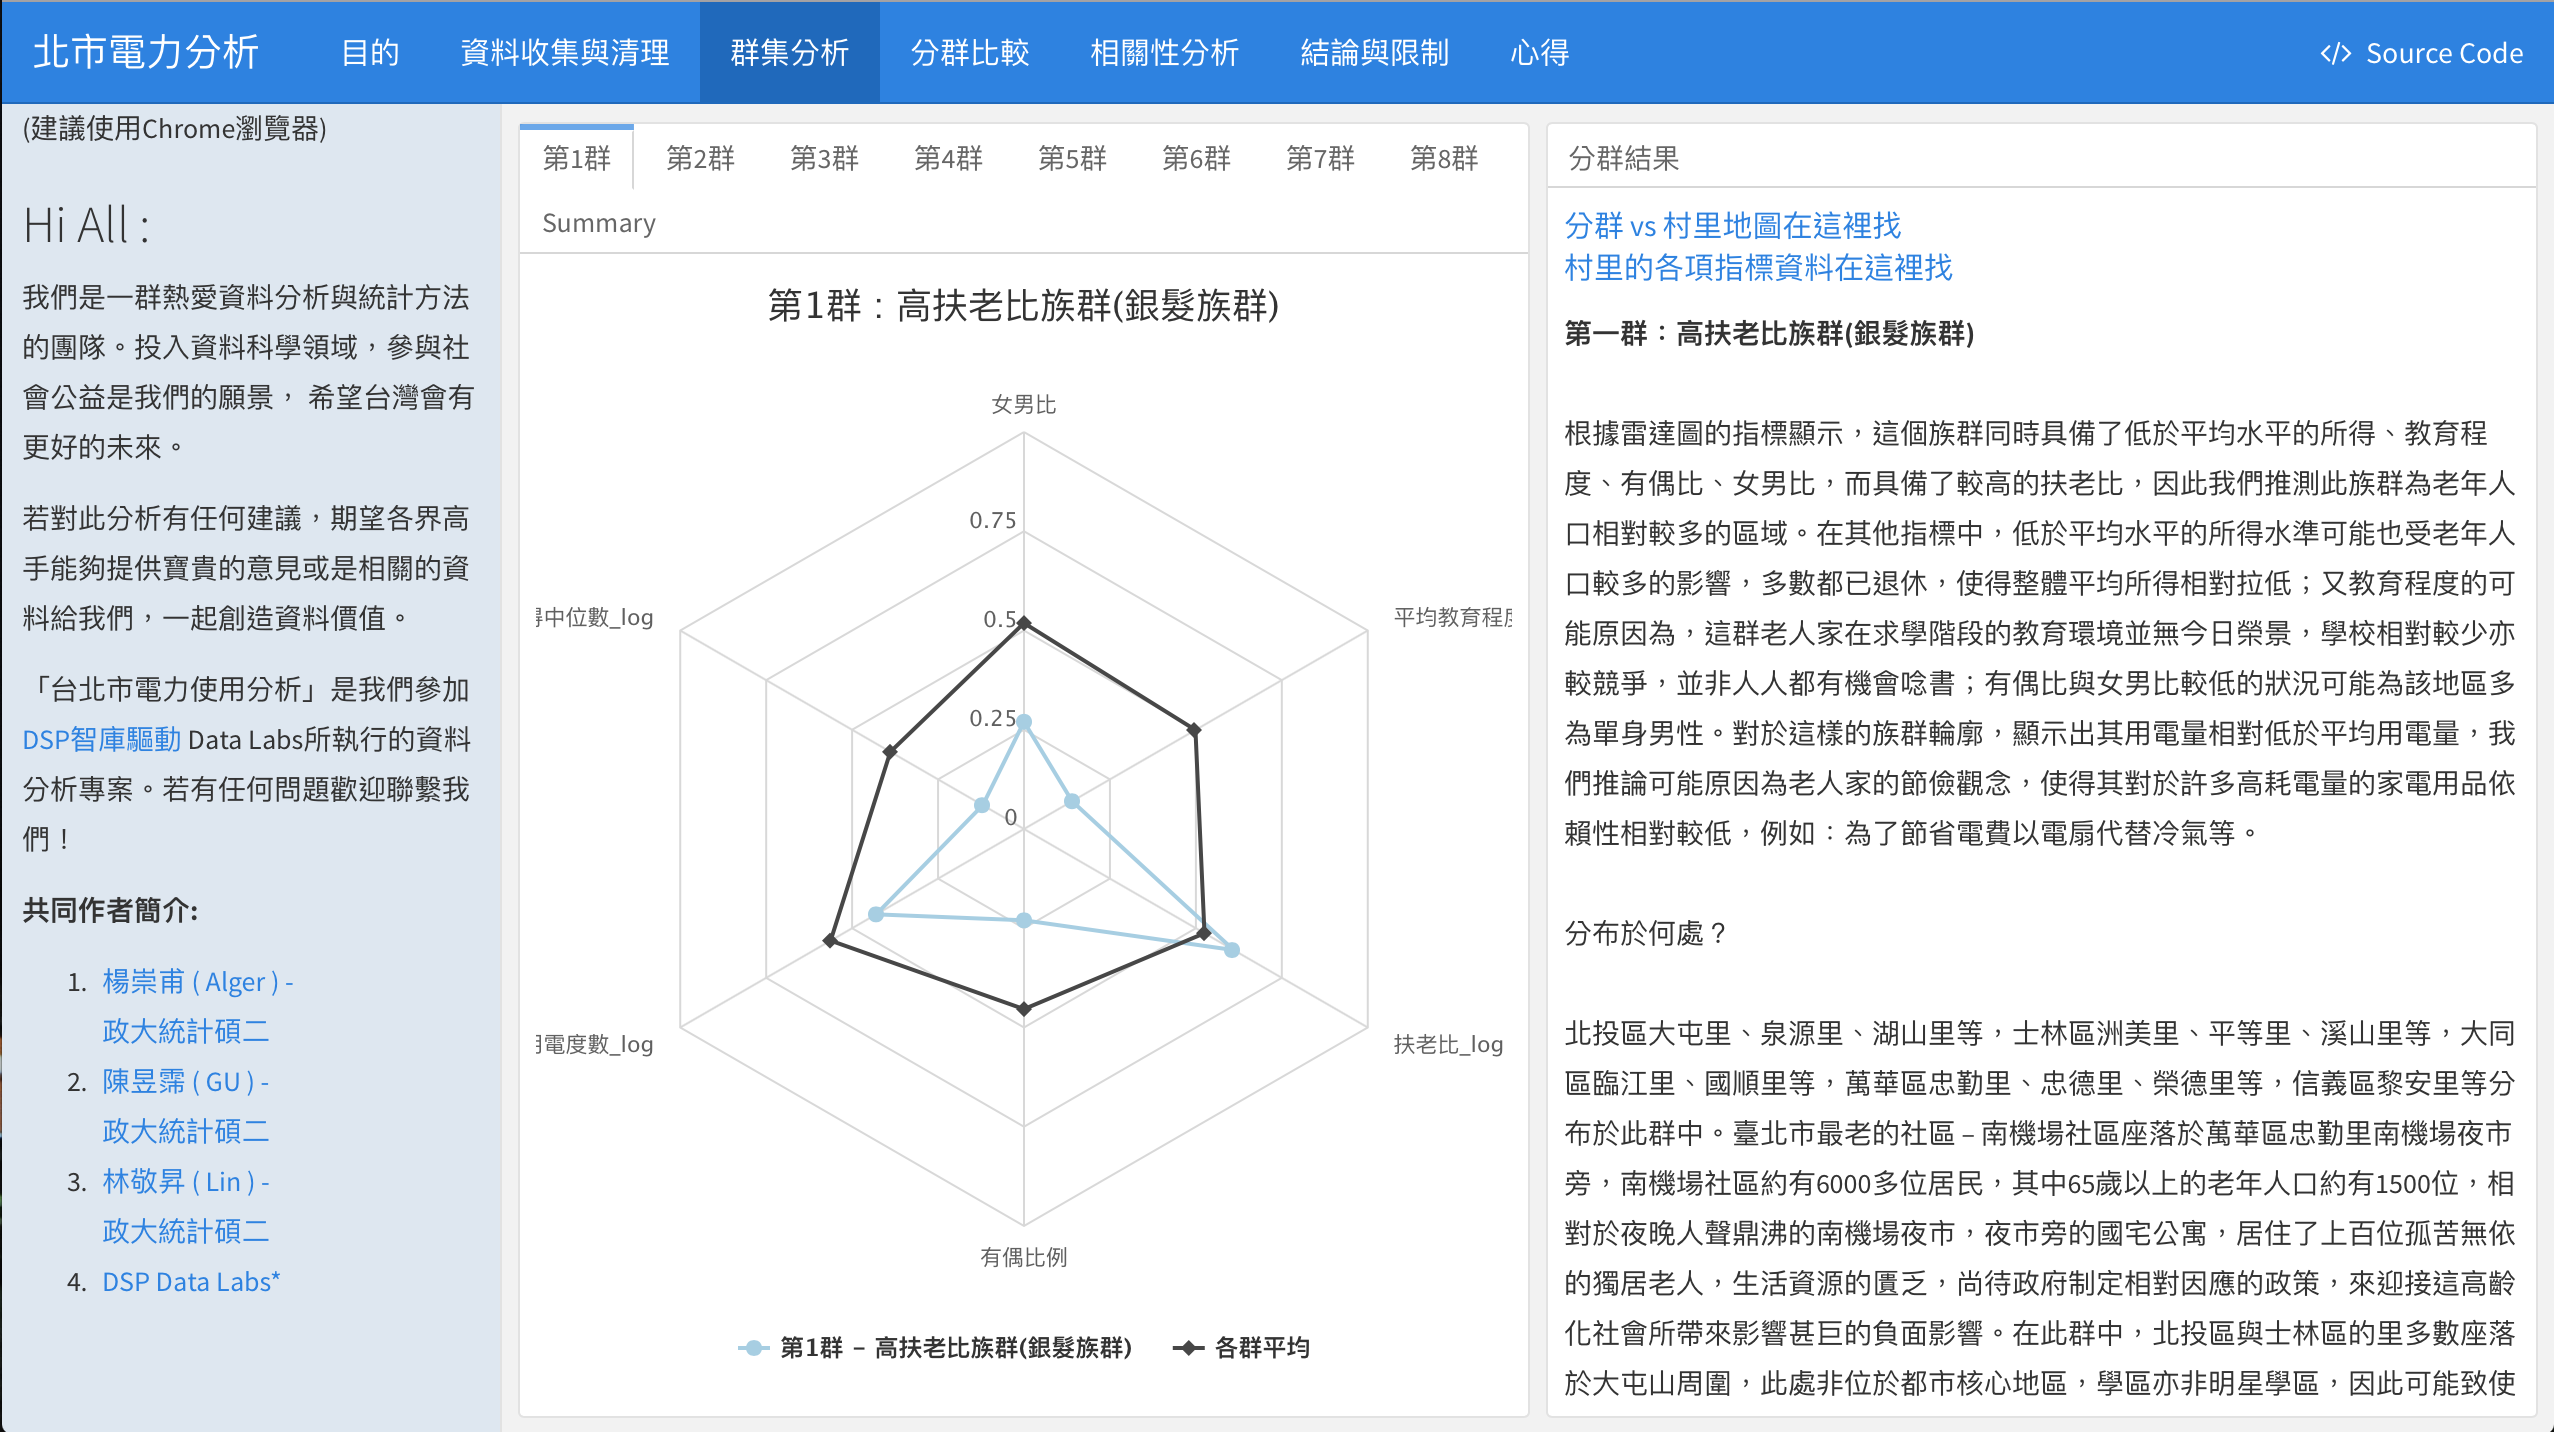 北市電力分析 目的 資料收集與清理 群集分析 分群比較 相關性分析 結論與限制 心得 </> Source Code
(建議使用Chrome瀏覽器)
Hi All :
我們是一群熱愛資料分析與統計方法
的團隊。投入資料科學領域，參與社
會公益是我們的願景， 希望台灣會有
更好的未來。
若對此分析有任何建議，期望各界高
手能夠提供寶貴的意見或是相關的資
料給我們，一起創造資料價值。
「台北市電力使用分析」是我們參加
DSP智庫驅動 Data Labs所執行的資料
分析專案。若有任何問題歡迎聯繫我
們！
共同作者簡介:
1. 楊崇甫 ( Alger ) -
政大統計碩二
2. 陳昱霈 ( GU ) -
政大統計碩二
3. 林敬昇 ( Lin ) -
政大統計碩二
4. DSP Data Labs*
第1群 第2群 第3群 第4群 第5群 第6群 第7群 第8群
Summary
第1群：高扶老比族群(銀髮族群)
女男比
0.75
0.5
0.25
0
中位數_log
平均教育程
電度數_log
扶老比_log
有偶比例
第1群 – 高扶老比族群(銀髮族群) 各群平均
分群結果
分群 vs 村里地圖在這裡找
村里的各項指標資料在這裡找
第一群：高扶老比族群(銀髮族群)
根據雷達圖的指標顯示，這個族群同時具備了低於平均水平的所得、教育程
度、有偶比、女男比，而具備了較高的扶老比，因此我們推測此族群為老年人
口相對較多的區域。在其他指標中，低於平均水平的所得水準可能也受老年人
口較多的影響，多數都已退休，使得整體平均所得相對拉低；又教育程度的可
能原因為，這群老人家在求學階段的教育環境並無今日榮景，學校相對較少亦
較競爭，並非人人都有機會唸書；有偶比與女男比較低的狀況可能為該地區多
為單身男性。對於這樣的族群輪廓，顯示出其用電量相對低於平均用電量，我
們推論可能原因為老人家的節儉觀念，使得其對於許多高耗電量的家電用品依
賴性相對較低，例如：為了節省電費以電扇代替冷氣等。
分布於何處？
北投區大屯里、泉源里、湖山里等，士林區洲美里、平等里、溪山里等，大同
區臨江里、國順里等，萬華區忠勤里、忠德里、榮德里等，信義區黎安里等分
布於此群中。臺北市最老的社區 – 南機場社區座落於萬華區忠勤里南機場夜市
旁，南機場社區約有6000多位居民，其中65歲以上的老年人口約有1500位，相
對於夜晚人聲鼎沸的南機場夜市，夜市旁的國宅公寓，居住了上百位孤苦無依
的獨居老人，生活資源的匱乏，尚待政府制定相對因應的政策，來迎接這高齡
化社會所帶來影響甚巨的負面影響。在此群中，北投區與士林區的里多數座落
於大屯山周圍，此處非位於都市核心地區，學區亦非明星學區，因此可能致使